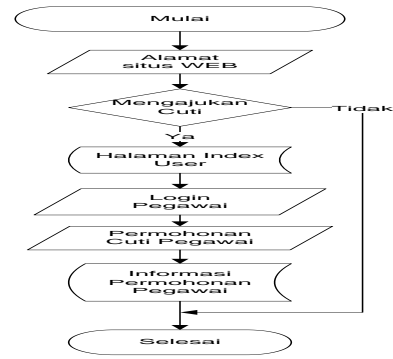 Mulai
Alamat
situs WEB
Mengajukan
Cuti
Tidak
Ya
Halaman Index
User
Login
Pegawai
Permohonan
Cuti Pegawai
Informasi
Permohonan
Pegawai
Selesai